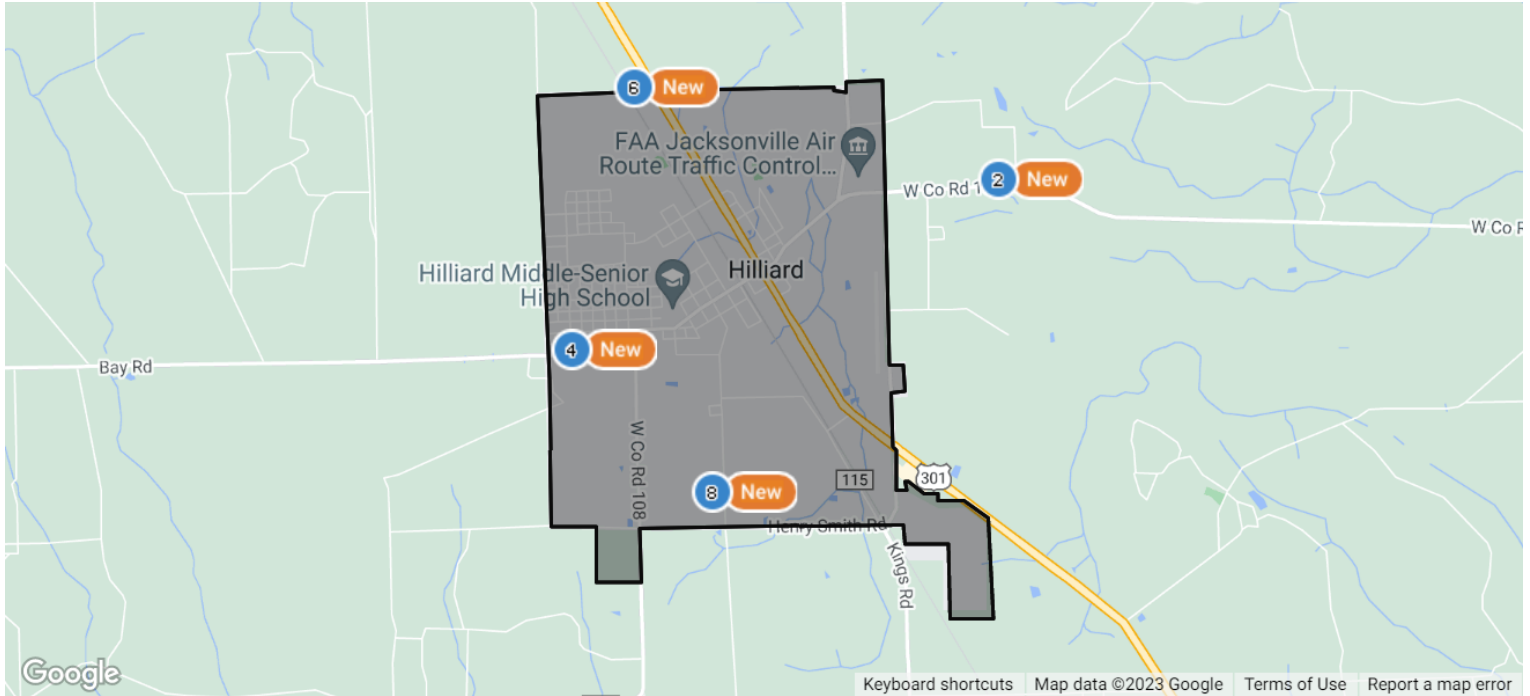 6 New
FAA Jacksonville Air
Route Traffic Control...
W Co Rd 1
2 New
W Co R
Hilliard Middle-Senior
High School
Hilliard
4 New
Bay Rd
W Co Rd 108
8 New
115
301
Henry Smith Rd
Kings Rd
Google
Keyboard shortcuts
Map data ©2023 Google
Terms of Use
Report a map error